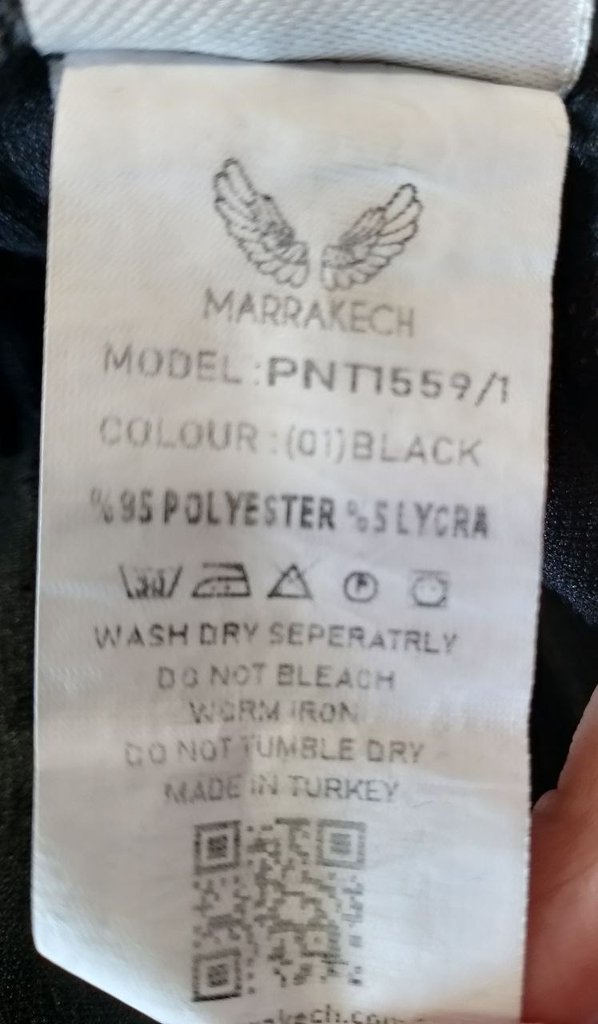 MARRAKECH
MODEL :PNT1559/1
COLOUR :(01)BLACK
%95 POLYESTER %5 LYCRA
30
WASH DRY SEPERATRLY
DO NOT BLEACH
WORM IRON
DO NOT TUMBLE DRY
MADE IN TURKEY